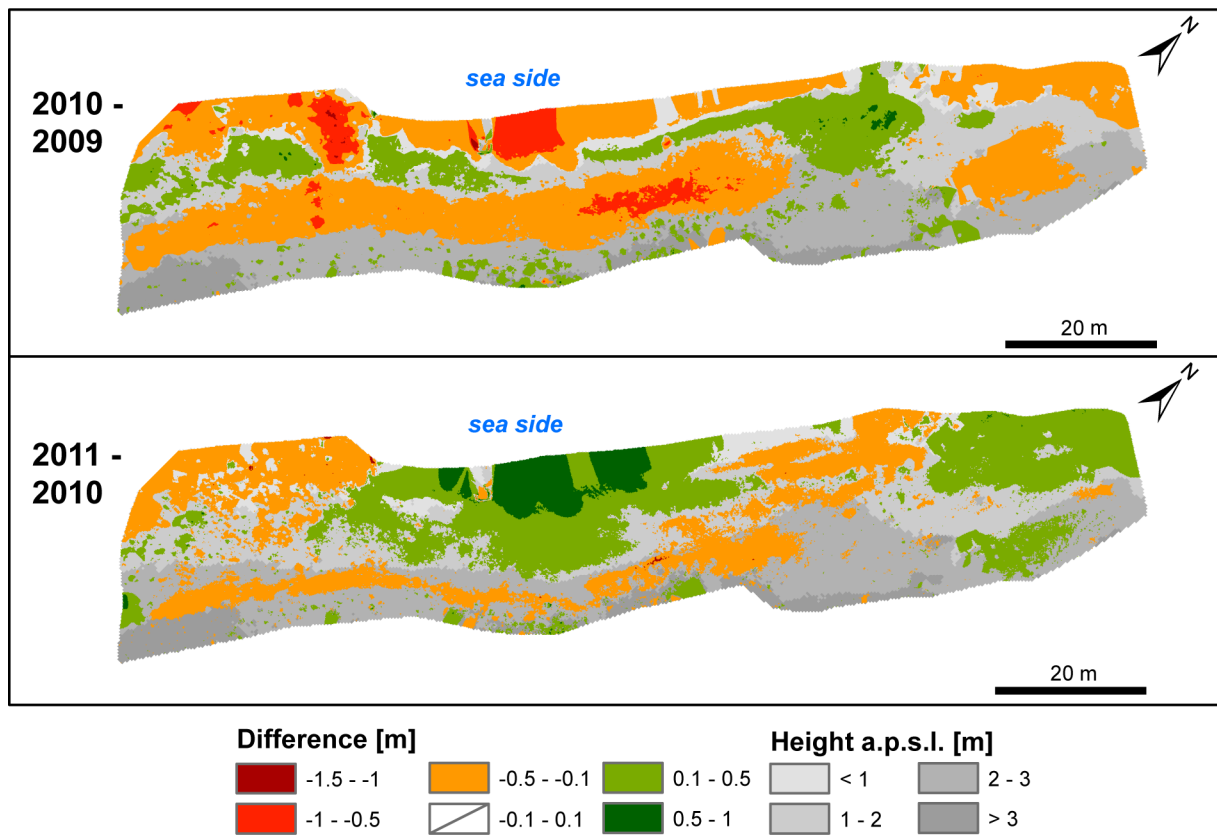 N
sea side
2010 -
2009
20 m
N
sea side
2011 -
2010
20 m
Difference [m] Height a.p.s.l. [m]
-1.5 - -1 -0.5 - -0.1 0.1 - 0.5 < 1 2 - 3
-1 - -0.5 -0.1 - 0.1 0.5 - 1 1 - 2 > 3